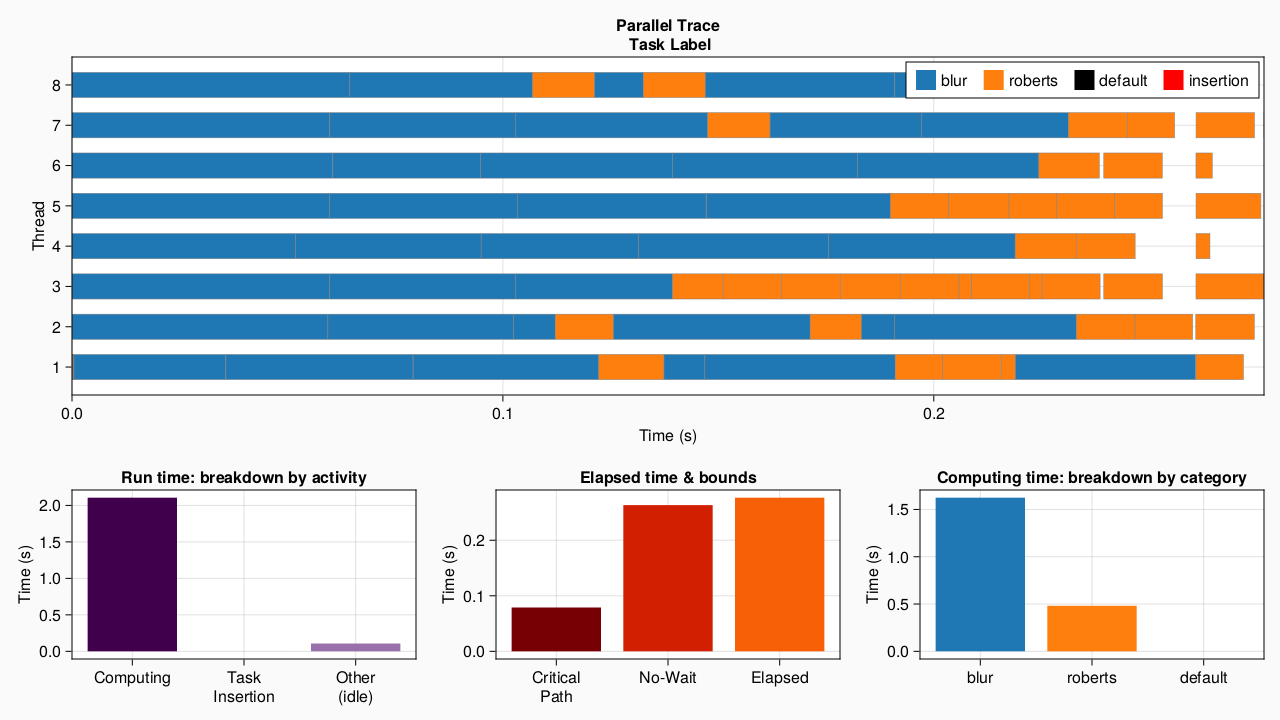 Parallel Trace
Task Label
blur roberts default insertion
8
7
6
5
4
3
2
1
Thread
0.0 0.1 0.2
Time (s)
Run time: breakdown by activity
2.0
1.5
1.0
0.5
0.0
Time (s)
Computing Task Insertion Other (idle)
Elapsed time & bounds
0.2
0.1
0.0
Time (s)
Critical Path No-Wait Elapsed
Computing time: breakdown by category
1.5
1.0
0.5
0.0
Time (s)
blur roberts default